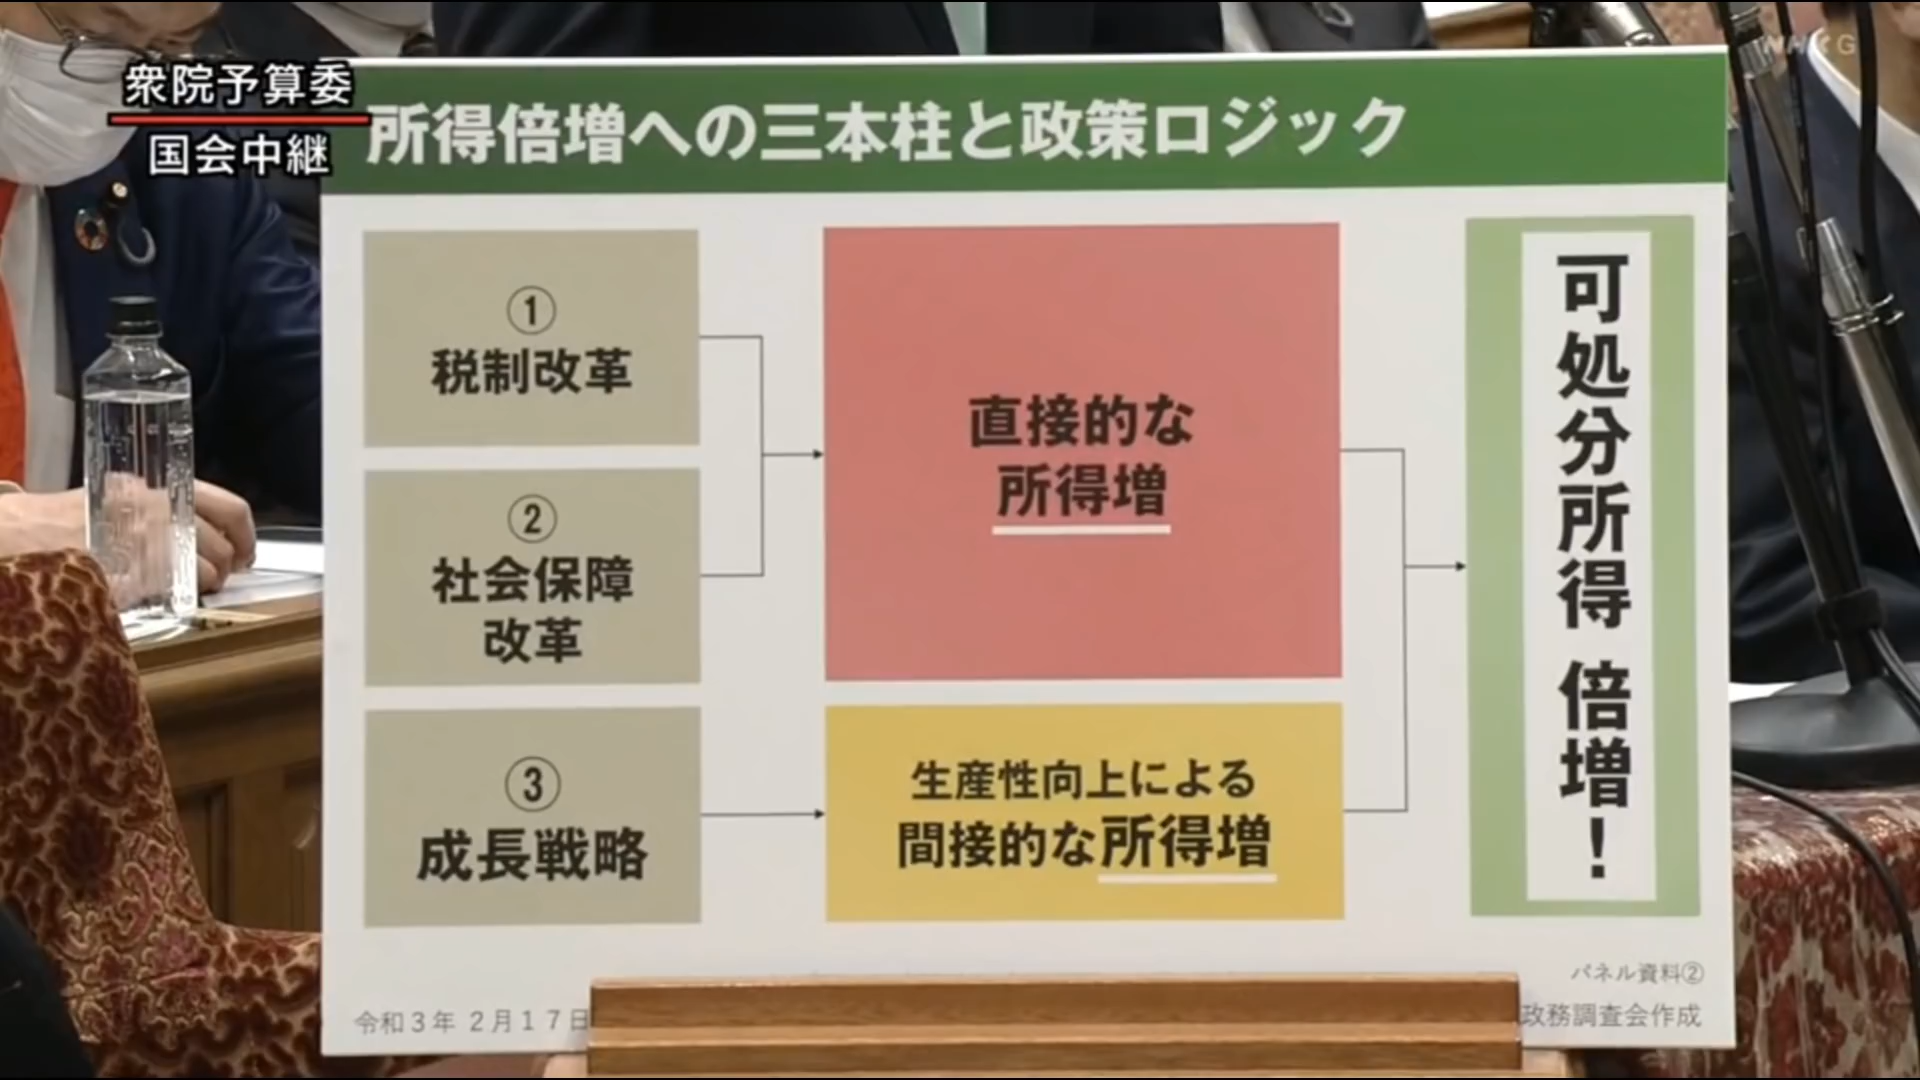 衆院予算委
国会中継
NHK G
所得倍増への三本柱と政策ロジック
①
税制改革
②
社会保障
改革
③
成長戦略
直接的な
所得増
生産性向上による
間接的な所得増
可処分所得 倍増!
パネル資料②
令和3年 2月17日
政務調査会作成